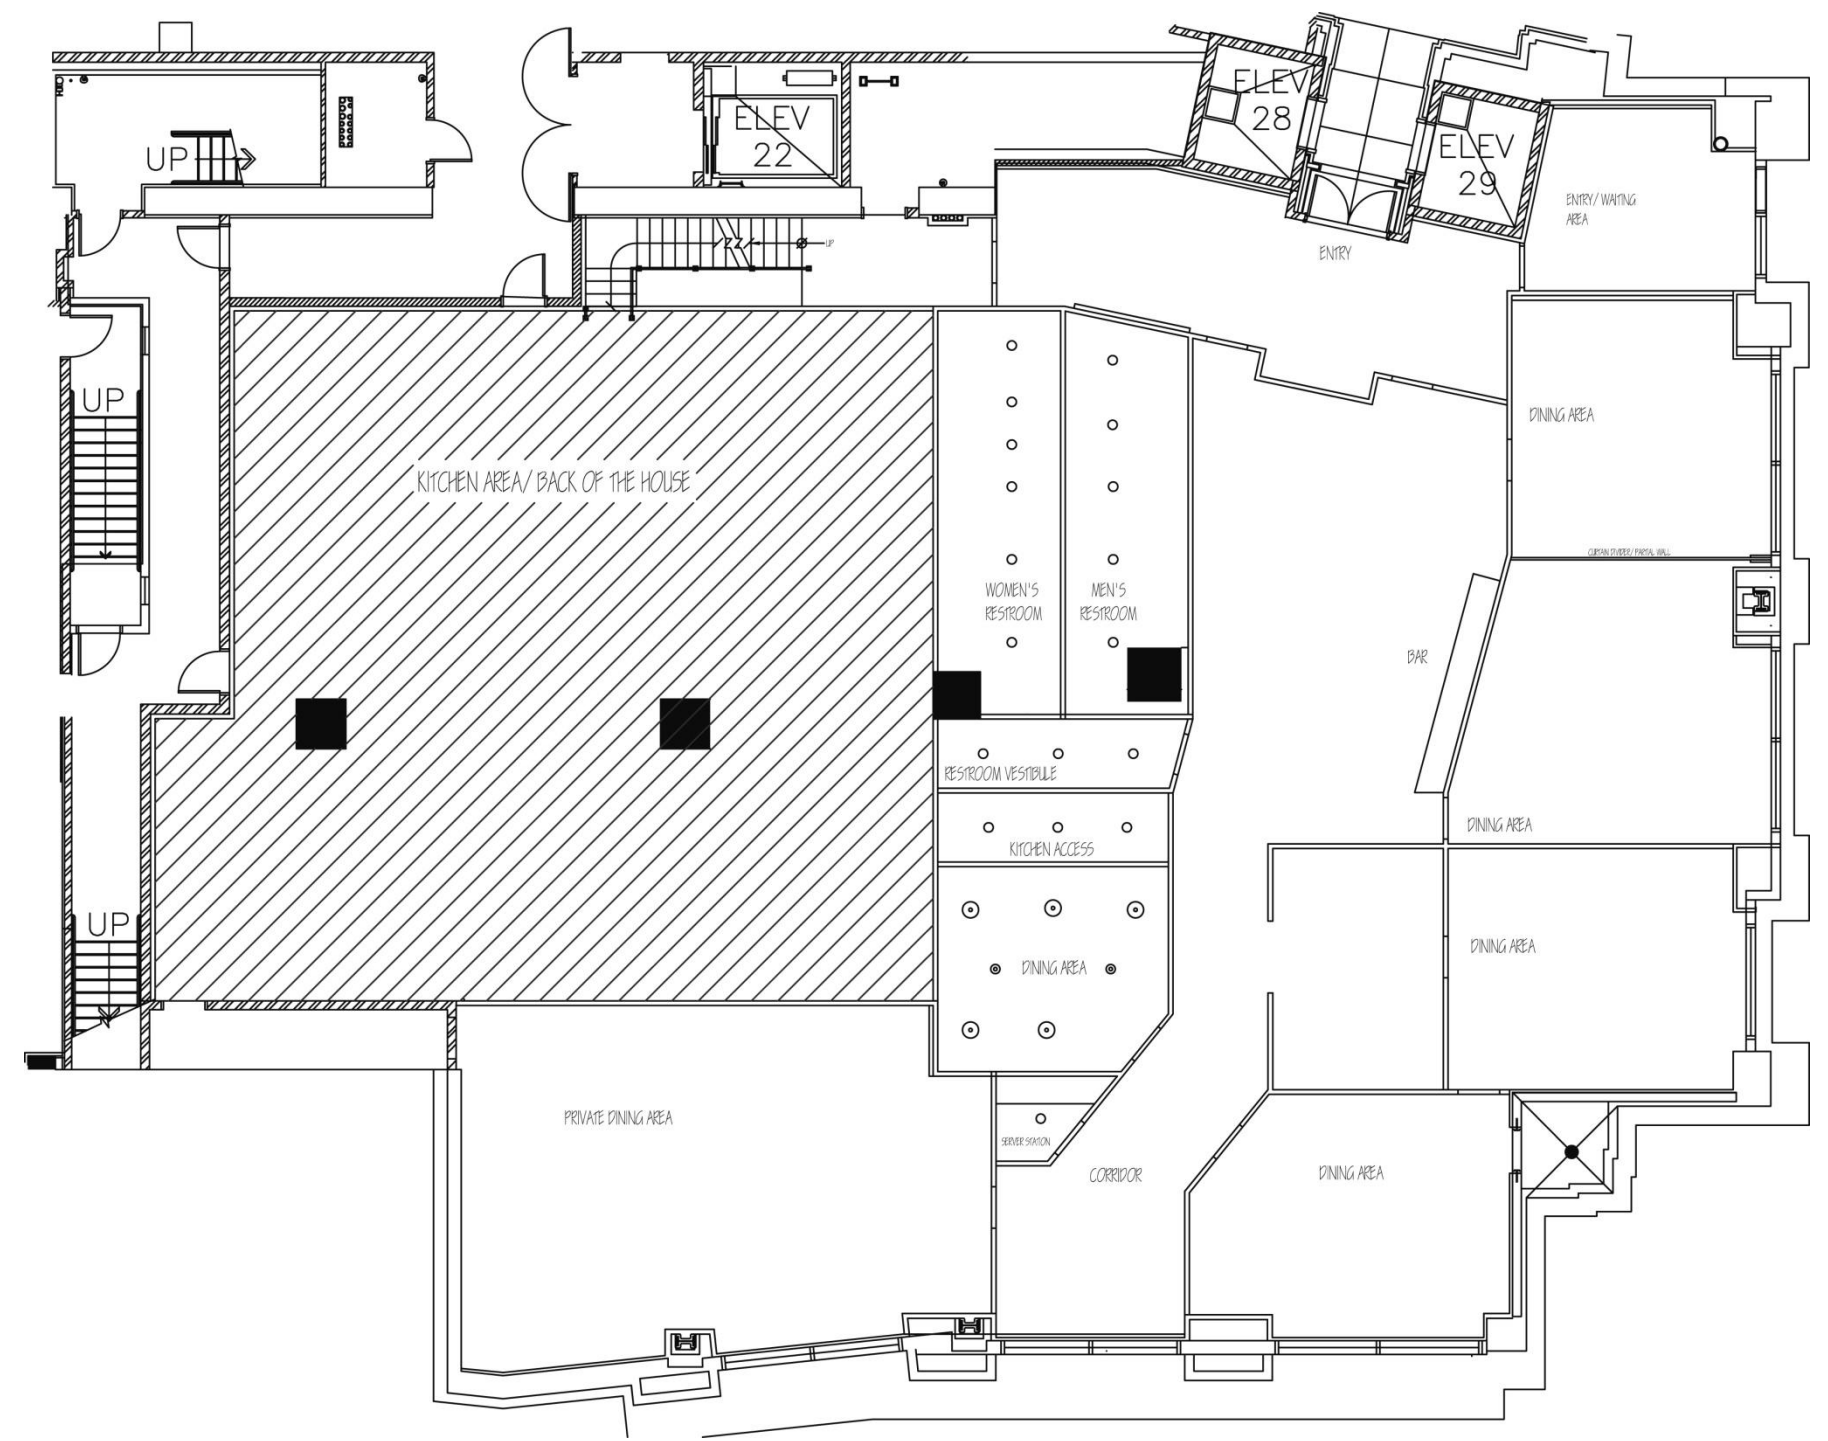 UP
ELEV
22
ELEV
28
ELEV
29
ENTRY/ WAITING
AREA
UP
ENTRY
UP
DINING AREA
KITCHEN AREA/ BACK OF THE HOUSE
CURTAIN DIVIDER/ PARTIAL WALL
WOMEN'S
RESTROOM
MEN'S
RESTROOM
BAR
RESTROOM VESTIBULE
DINING AREA
KITCHEN ACCESS
UP
DINING AREA
DINING AREA
PRIVATE DINING AREA
SERVER STATION
CORRIDOR
DINING AREA